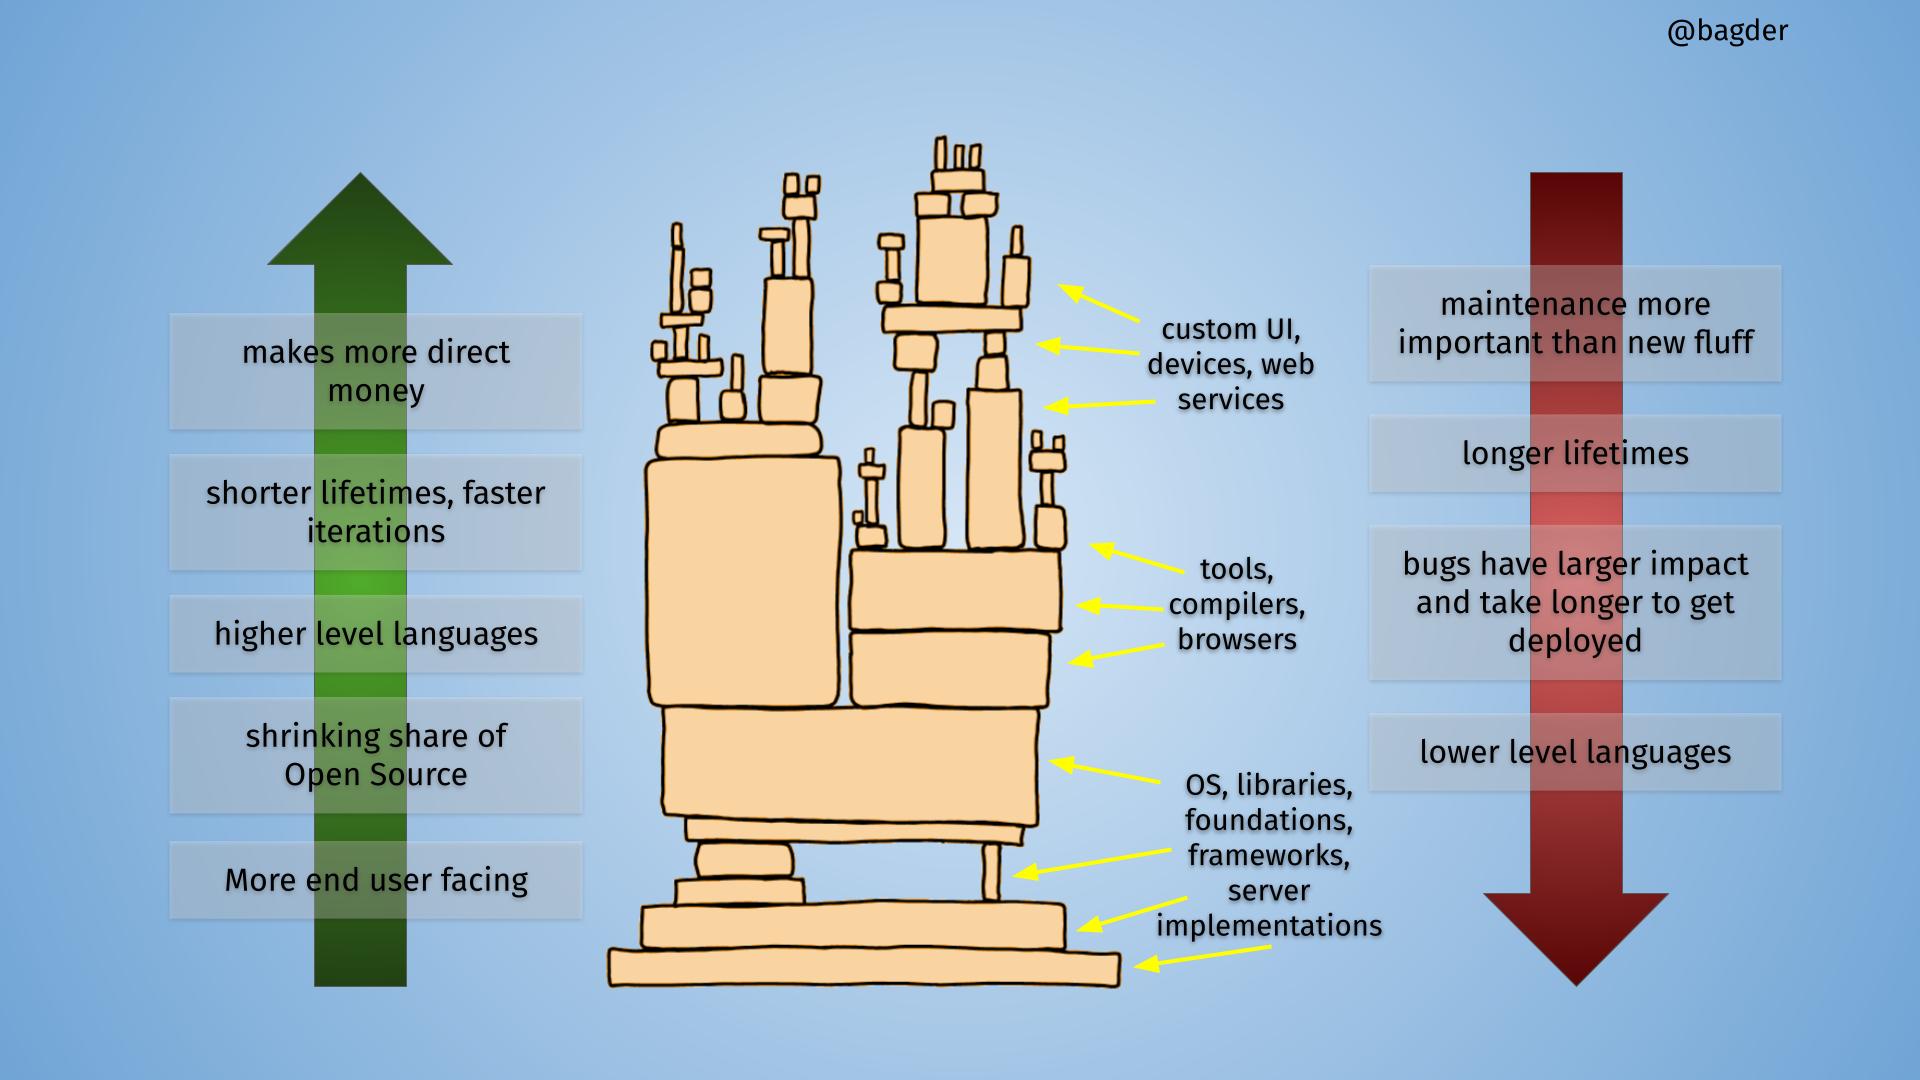 @bagder
makes more direct
money
shorter lifetimes, faster
iterations
higher level languages
shrinking share of
Open Source
More end user facing
custom UI,
devices, web
services
tools,
compilers,
browsers
OS, libraries,
foundations,
frameworks,
server
implementations
maintenance more
important than new fluff
longer lifetimes
bugs have larger impact
and take longer to get
deployed
lower level languages